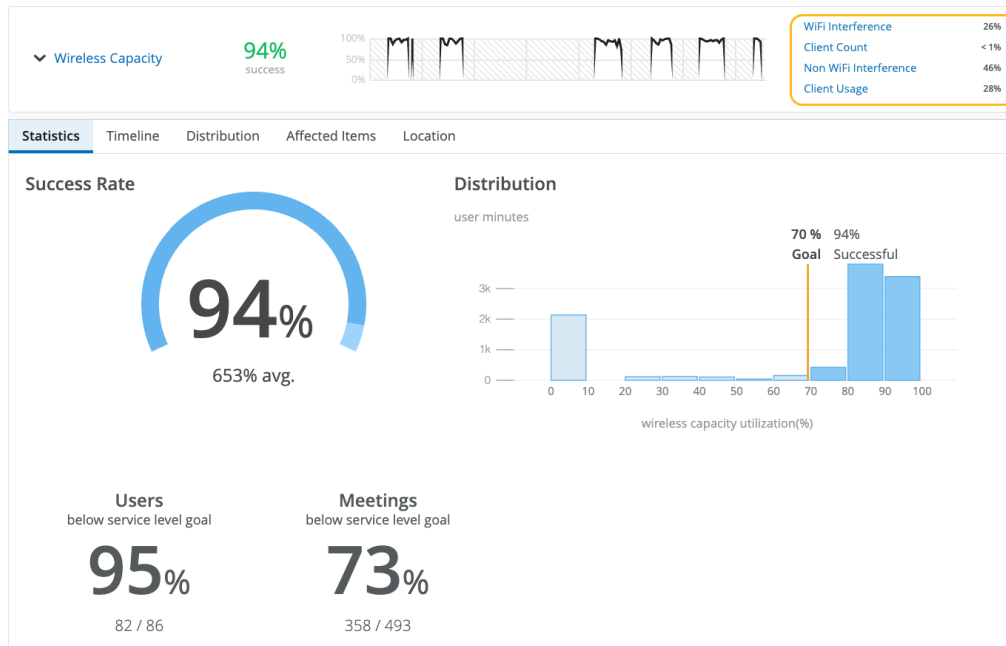 Wireless Capacity
94%
success
100%
50%
0%
WiFi Interference 26%
Client Count < 1%
Non WiFi Interference 46%
Client Usage 28%
Statistics Timeline Distribution Affected Items Location
Success Rate
94%
653% avg.
Distribution
user minutes
70 % 94%
Goal Successful
3k
2k
1k
0
0 10 20 30 40 50 60 70 80 90 100
wireless capacity utilization(%)
Users
below service level goal
95%
82 / 86
Meetings
below service level goal
73%
358 / 493